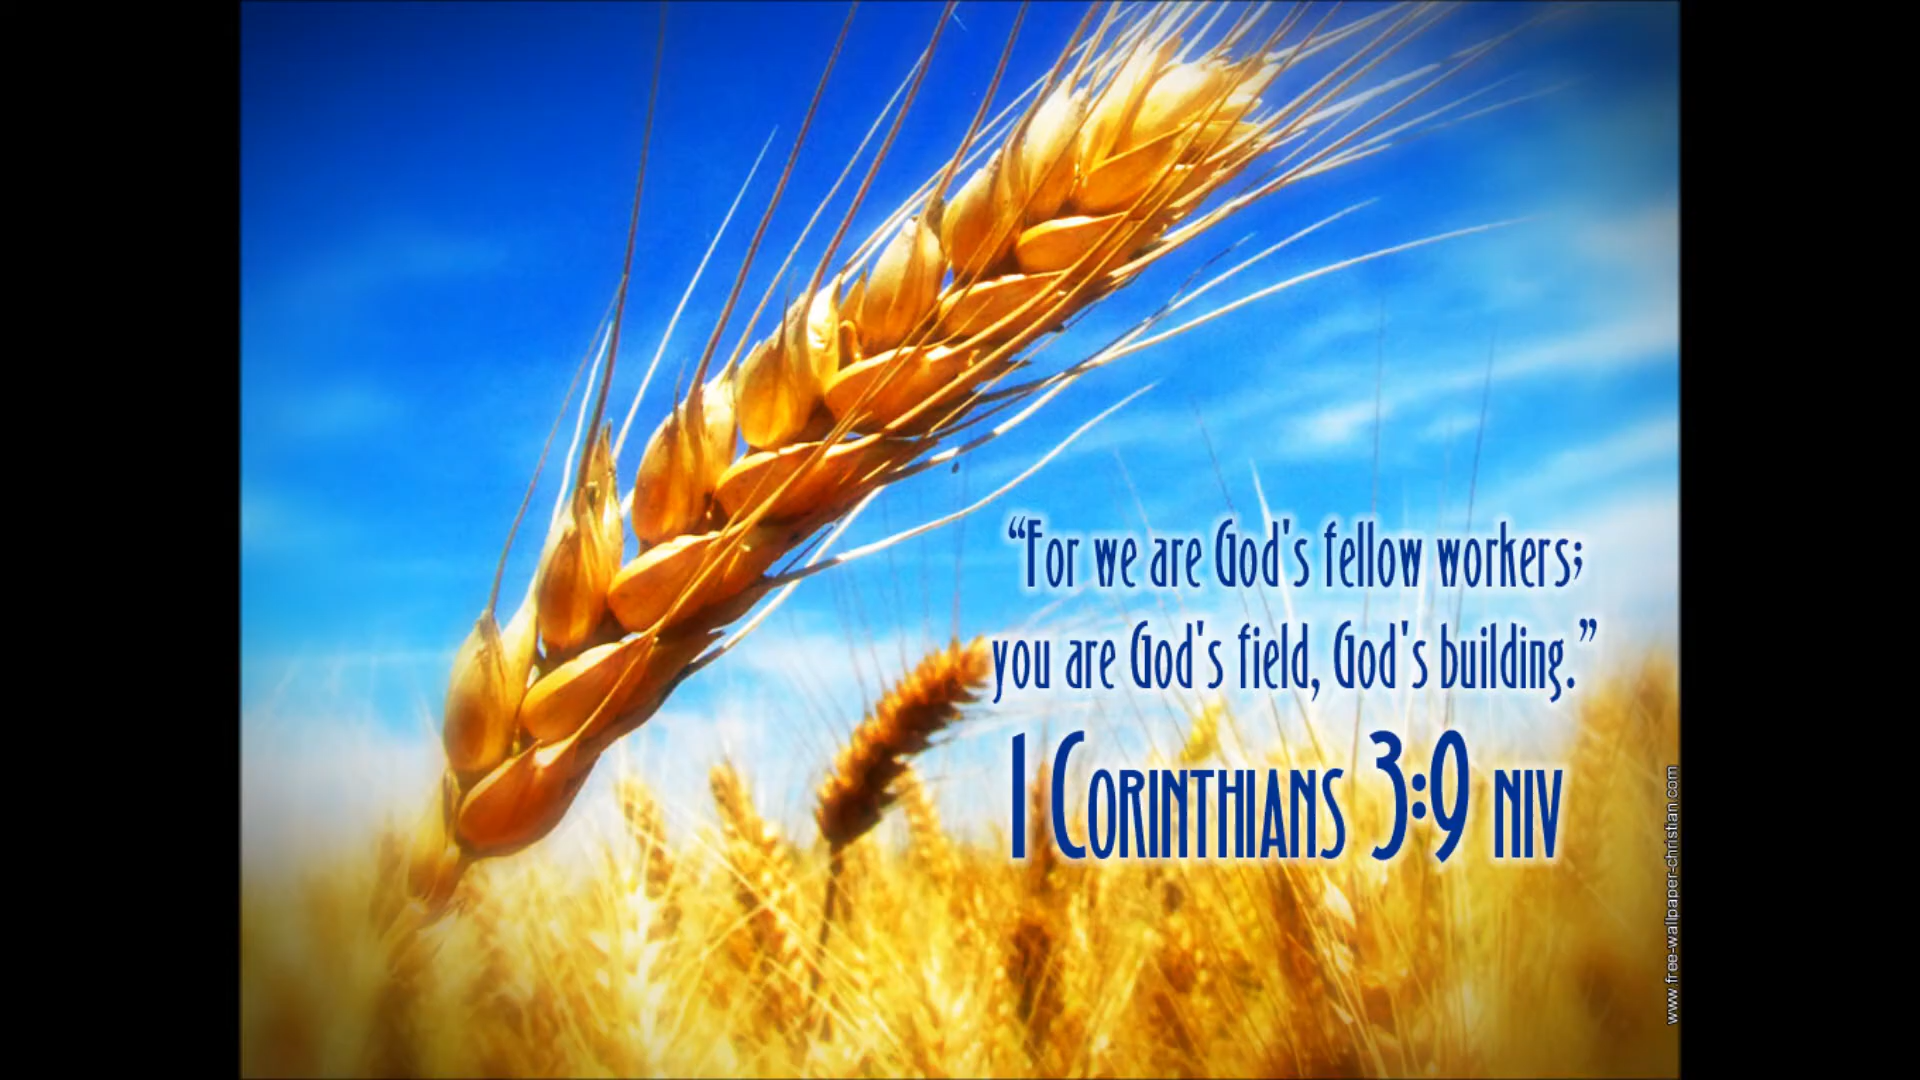 “For we are God's fellow workers;
you are God's field, God's building.”
1 Corinthians 3:9 NIV
www.free-wallpaper-christian.com